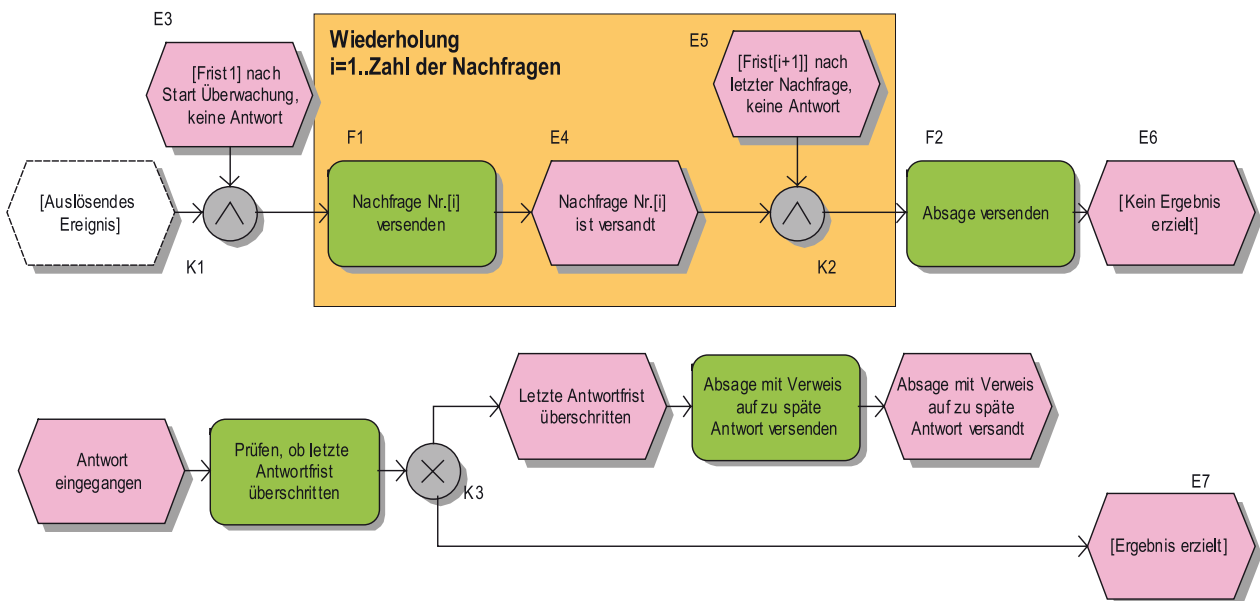 E3
[Frist1] nach
Start Überwachung,
keine Antwort
Wiederholung
i=1..Zahl der Nachfragen
E5
[Frist[i+1]] nach
letzter Nachfrage,
keine Antwort
[Auslösendes
Ereignis]
K1
F1
Nachfrage Nr.[i]
versenden
E4
Nachfrage Nr.[i]
ist versandt
K2
F2
Absage versenden
E6
[Kein Ergebnis
erzielt]
Antwort
eingegangen
Prüfen, ob letzte
Antwortfrist
überschritten
K3
Letzte Antwortfrist
überschritten
Absage mit Verweis
auf zu späte
Antwort versenden
Absage mit Verweis
auf zu späte
Antwort versandt
E7
[Ergebnis erzielt]